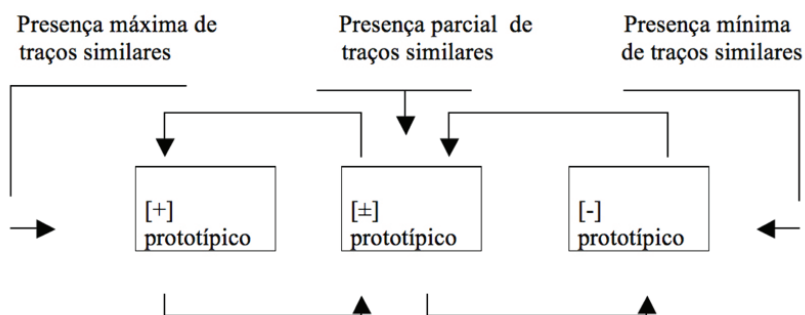 Presença máxima de
traços similares
Presença parcial de
traços similares
Presença mínima
de traços similares
[+]
prototípico
[±]
prototípico
[-]
prototípico